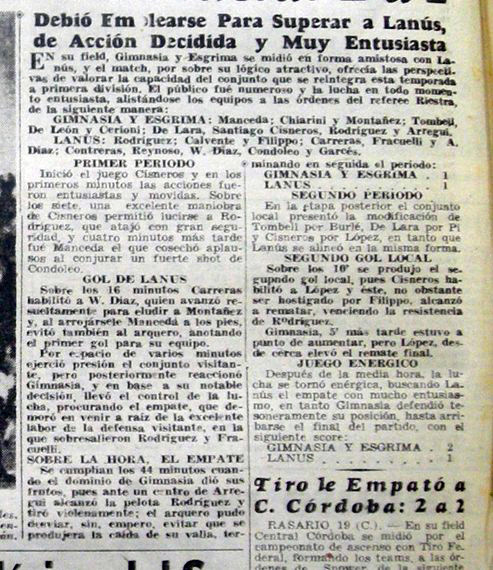 Debió Em learse Para Superar a Lanús,
de Acción Decidida y Muy Entusiasta
EN su field, Gimnasia y Esgrima se midió en forma amistosa con La-
nús, y el match, por sobre su lógico atractivo, ofrecía las perspecti-
vas de valorar la capacidad del conjunto que se reintegra esta temporada
a primera división. El público fué numeroso y la lucha en todo momen-
to entusiasta, alistándose los equipos a las órdenes del referee Riestra,
de la siguiente manera:
GIMNASIA Y ESGRIMA: Manceda; Chiarini y Montañez; Tombell,
De León y Cerioni; De Lara, Santiago Cisneros, Rodríguez y Arregui.
LANUS: Rodríguez; Calvente y Filippo; Carreras, Fracuelli y A.
Díaz; Contreras, Reynoso, W. Díaz, Condoleo y Garcés.
PRIMER PERIODO
Inició el juego Cisneros y en los
primeros minutos las acciones fue-
ron entusiastas y movidas. Sobre
los siete, una excelente maniobra
de Cisneros permitió lucirse a Ro-
dríguez, que atajó con gran segu-
ridad, y cuatro minutos más tarde
fué Manceda el que cosechó aplau-
sos al conjurar un fuerte shot de
Condoleo.
GOL DE LANUS
Sobre los 16 minutos Carreras
habilitó a W. Díaz, quien avanzó re-
sueltamente para eludir a Montañez
y, al arrojársele Manceda a los pies,
evitó también al arquero, anotando
el primer gol para su equipo.
Por espacio de varios minutos
ejerció presión el conjunto visitan-
te, pero posteriormente reaccionó
Gimnasia, y en base a su notable
decisión, llevó el control de la lu-
cha, procurando el empate, que de-
moró en venir a raíz de la excelente
labor de la defensa visitante, en la
que sobresalieron Rodríguez y Fra-
cuelli.
SOBRE LA HORA, EL EMPATE
Se cumplían los 44 minutos cuan-
do el dominio de Gimnasia dió sus
frutos, pues ante un centro de Arre-
gui alcanzó la pelota Rodríguez y
tiró violentamente; el arquero pudo
desviar, sin, empero, evitar que se
produjera la caída de su valla, ter-
minando en seguida el período:
GIMNASIA Y ESGRIMA . 1
LANUS . . . . 1
SEGUNDO PERIODO
En la etapa posterior el conjunto
local presentó la modificación de
Tombell por Burlé, De Lara por Pi
y Cisneros por López, en tanto que
Lanús se alineó en la misma forma.
SEGUNDO GOL LOCAL
Sobre los 10' se produjo el se-
gupndo gol local, pues Cisneros ha-
bilitó a López y éste, no obstante
ser hostigado por Filippo, alcanzó
a rematar, venciendo la resistencia
de Rodríguez.
Gimnasia, 5' más tarde estuvo a
punto de aumentar, pero López, des-
de cerca elevó el remate final.
JUEGO ENERGICO
Después de la media hora, la lu-
cha se tornó enérgica, buscando La-
nús el empate con mucho entusias-
mo, en tanto Gimnasia defendió te-
soneramente su posición, hasta arri-
barse el final del partido, con el
siguiente score:
GIMNASIA Y ESGRIMA . 2
LANUS . . . . 1
Tiro le Empató a
C. Córdoba: 2 a 2
RASARIO, 19 (C.). — En su field
Central Córdoba se midió por el
campeonato de ascenso con Tiro Fe-
deral, formando los teams, a las ór-